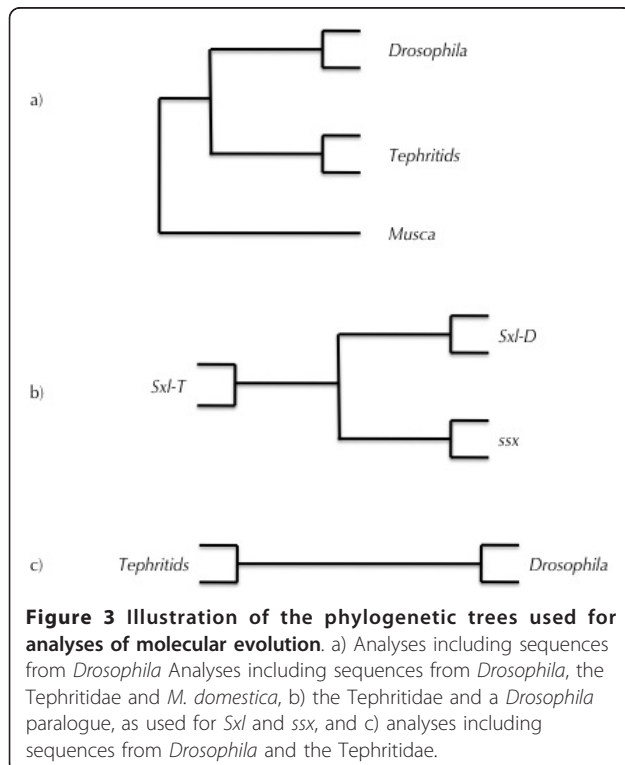 Drosophila
a)
Tephritids
Musca
Sxl-D
Sxl-T
b)
ssx
c)
Tephritids
Drosophila
Figure 3 Illustration of the phylogenetic trees used for
analyses of molecular evolution. a) Analyses including sequences
from Drosophila Analyses including sequences from Drosophila, the
Tephritidae and M. domestica, b) the Tephritidae and a Drosophila
paralogue, as used for Sxl and ssx, and c) analyses including
sequences from Drosophila and the Tephritidae.